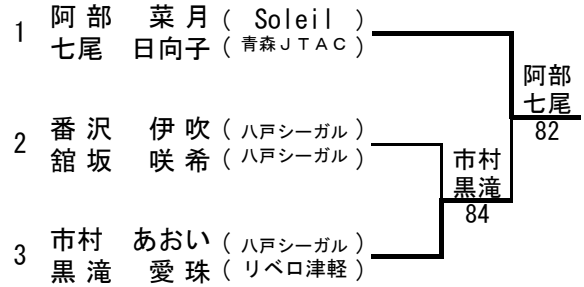 1 阿部 菜月 ( Soleil )
七尾 日向子 ( 青森JTAC )
阿部
七尾
82
2 番沢 伊吹 ( 八戸シーガル )
舘坂 咲希 ( 八戸シーガル )
市村
黒滝
84
3 市村 あおい ( 八戸シーガル )
黒滝 愛珠 ( リベロ津軽 )